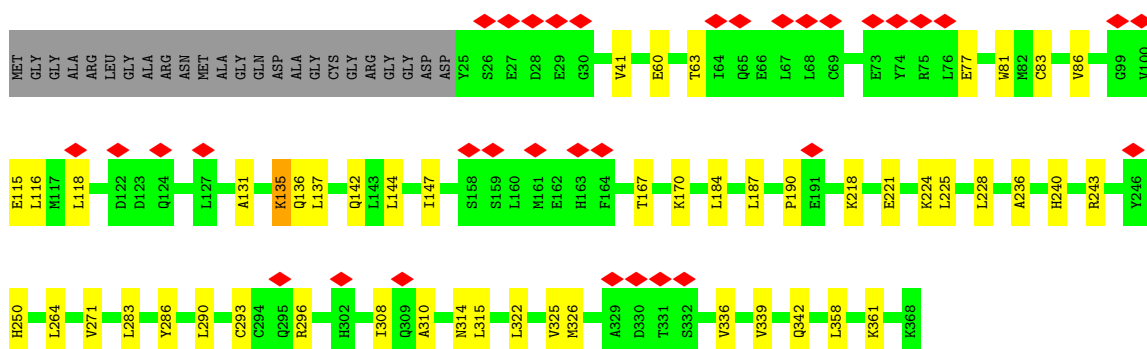 MET GLY GLY ALA ARG LEU GLY ALA ARG ASN MET ALA GLY GLN ASP ALA GLY CYS GLY ARG GLY GLY ASP ASP Y25 S26 E27 D28 E29 G30 V41 E60 T63 I64 Q65 E66 L67 L68 C69 E73 Y74 R75 L76 E77 W81 M82 C83 V86 G99 V100
E115 L116 M117 L118 D122 D123 Q124 L127 A131 K135 Q136 L137 Q142 L143 L144 I147 S158 S159 L160 M161 E162 H163 F164 T167 K170 L184 L187 P190 E191 K218 E221 K224 L225 L228 A236 H240 R243 Y246
H250 L264 V271 L283 Y286 L290 C293 C294 Q295 R296 H302 I308 Q309 A310 N314 L315 L322 V325 M326 A329 D330 T331 S332 V336 V339 Q342 L358 K361 K368